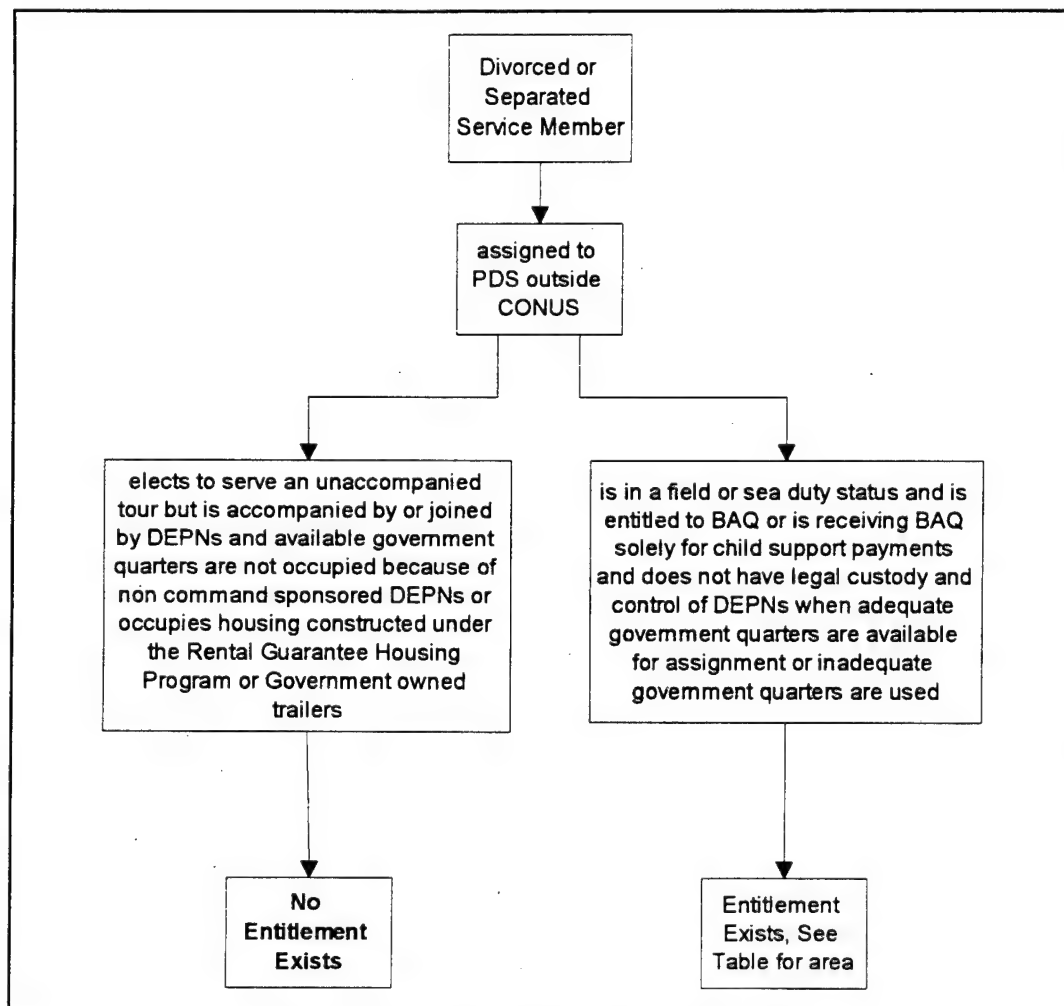 Divorced or
Separated
Service Member
assigned to
PDS outside
CONUS
elects to serve an unaccompanied
tour but is accompanied by or joined
by DEPNs and available government
quarters are not occupied because of
non command sponsored DEPNs or
occupies housing constructed under
the Rental Guarantee Housing
Program or Government owned
trailers
is in a field or sea duty status and is
entitled to BAQ or is receiving BAQ
solely for child support payments
and does not have legal custody and
control of DEPNs when adequate
government quarters are available
for assignment or inadequate
government quarters are used
No
Entitlement
Exists
Entitlement
Exists, See
Table for area